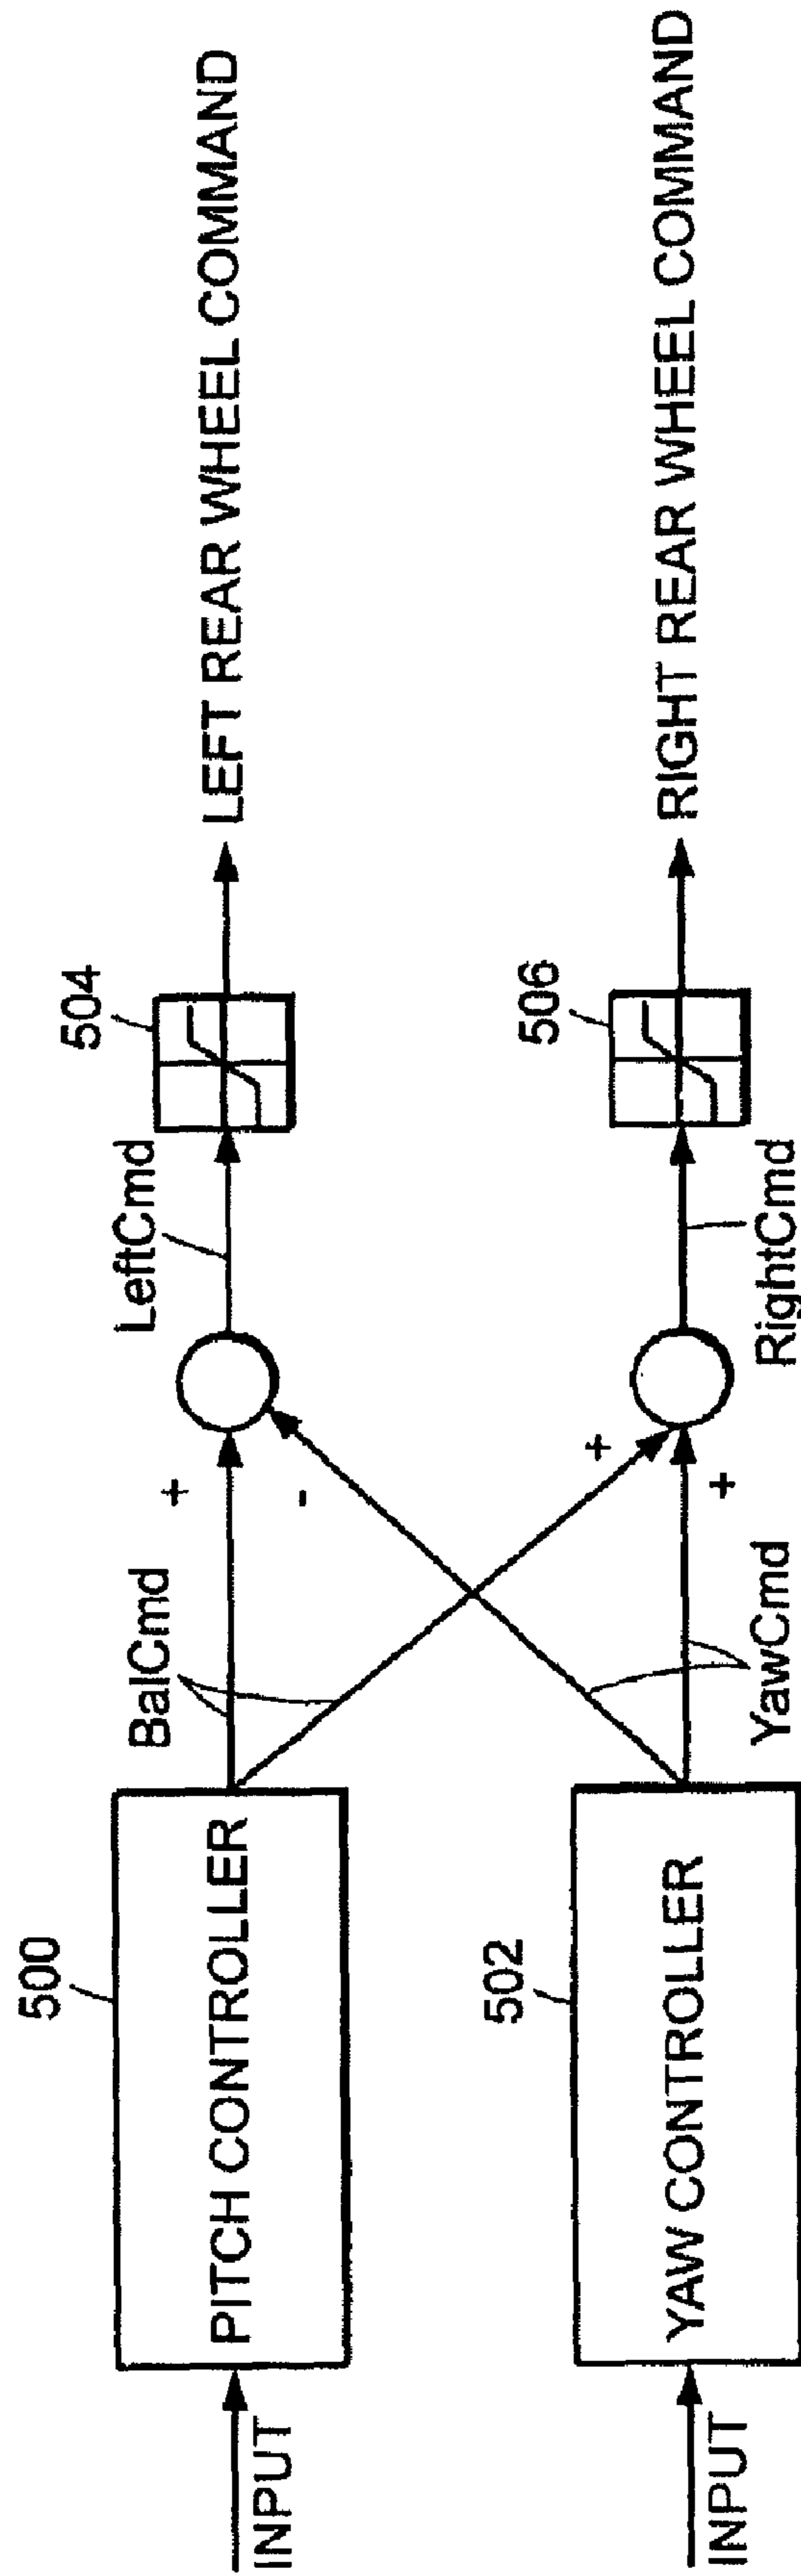 500
PITCH CONTROLLER
INPUT
BalCmd
+
-
LeftCmd
504
LEFT REAR WHEEL COMMAND
502
YAW CONTROLLER
INPUT
YawCmd
+
+
RightCmd
506
RIGHT REAR WHEEL COMMAND